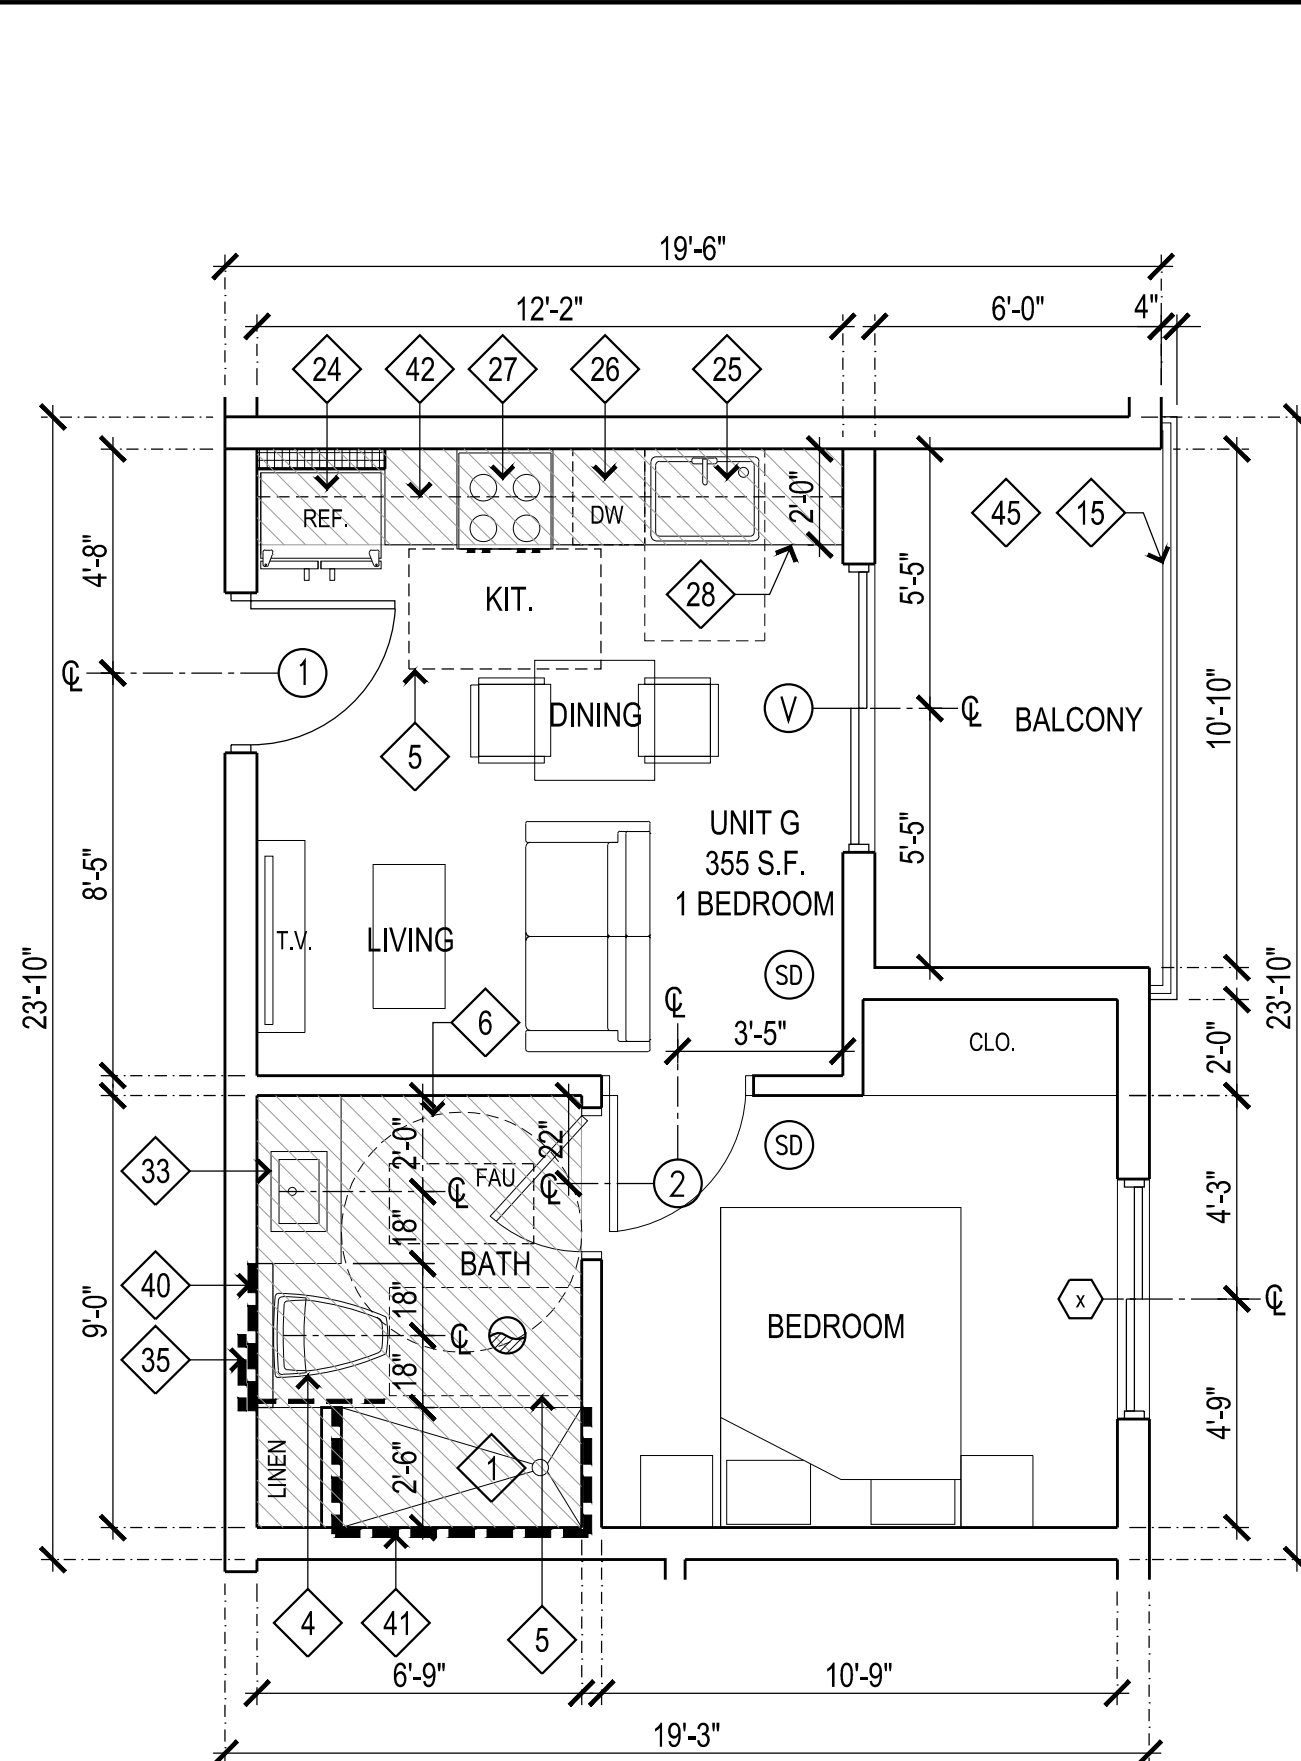 19'-6"
12'-2"
6'-0"
4"
24
42
27
26
25
REF.
DW
2'-0"
45
15
4'-8"
KIT.
28
5'-5"
℄
1
DINING
V
℄
BALCONY
10'-10"
5
UNIT G
355 S.F.
1 BEDROOM
8'-5"
5'-5"
T.V.
LIVING
SD
23'-10"
23'-10"
6
℄
3'-5"
CLO.
2'-0"
SD
33
2'-0"
22"
FAU
℄
℄
2
18"
4'-3"
BATH
40
18"
9'-0"
℄
x
℄
BEDROOM
35
18"
4'-9"
LINEN
2'-6"
1
4
41
5
6'-9"
10'-9"
19'-3"